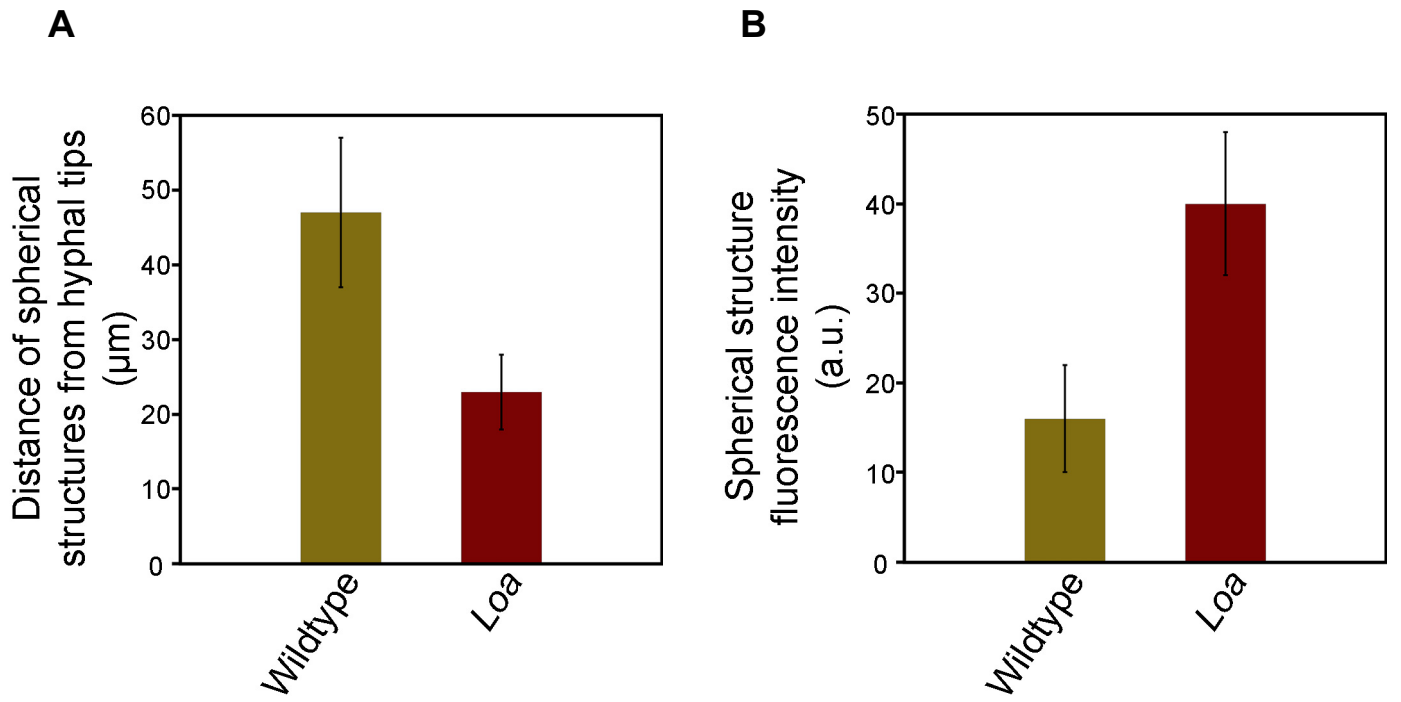 A
Distance of spherical
structures from hyphal tips
(µm)
60
50
40
30
20
10
0
Wildtype
Loa
B
Spherical structure
fluorescence intensity
(a.u.)
50
40
30
20
10
0
Wildtype
Loa